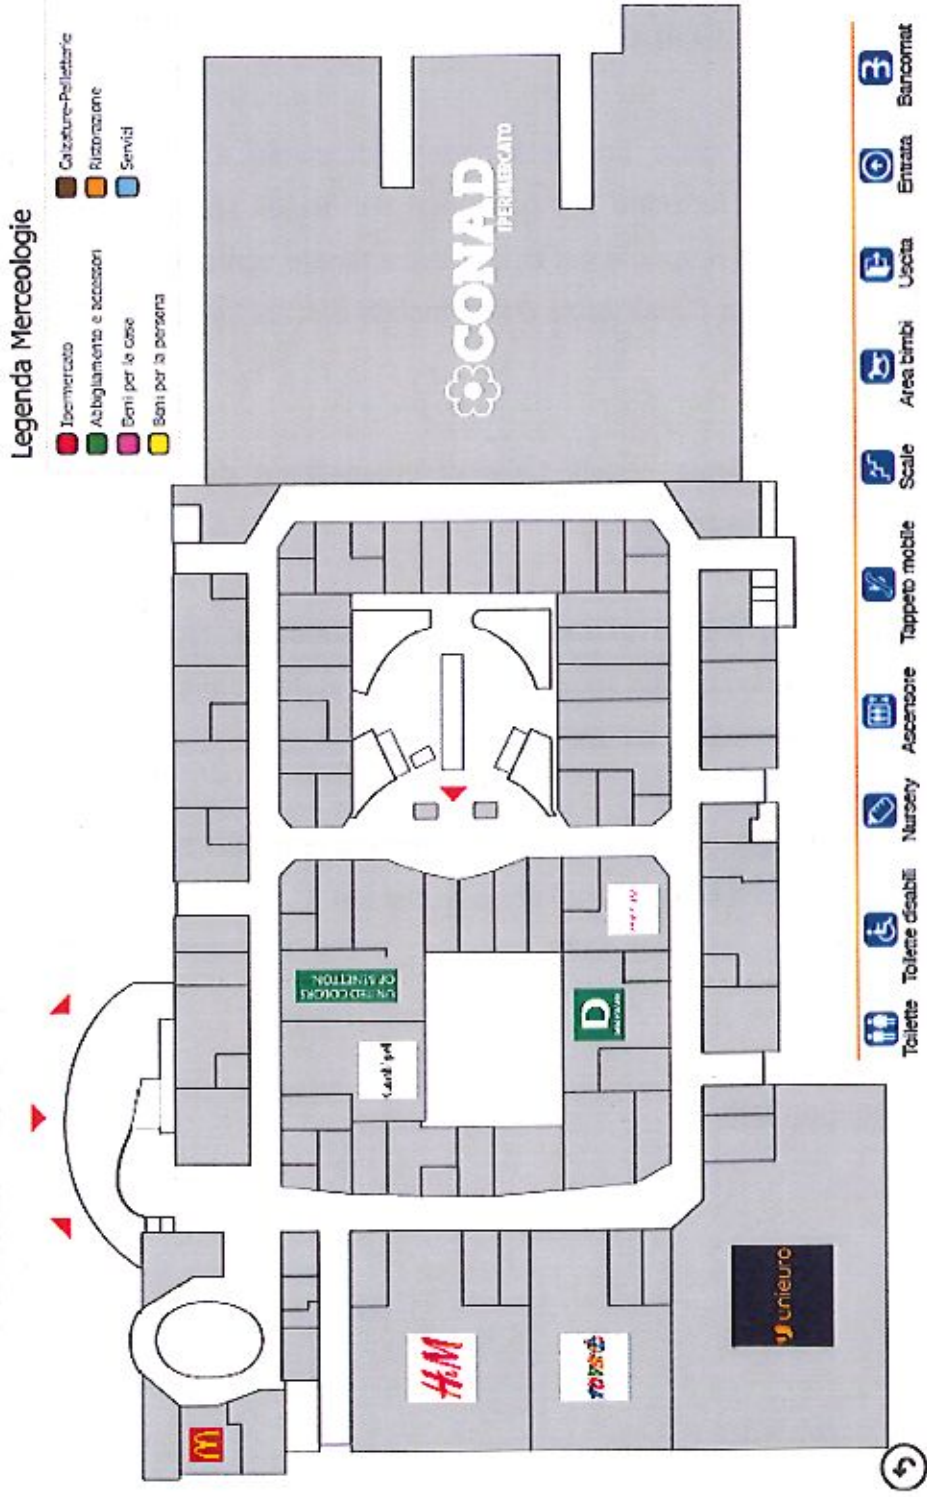 Legenda Merceologie
Ipermercato
Abbigliamento e accessori
Beni per la casa
Beni per la persona
Calzature-Pelletterie
Ristorazione
Servizi
CONAD
IPERMERCATO
UNITED COLORS
OF BENETTON
D
H&M
unieuro
Toilette
Toilette disabili
Nursery
Ascensore
Tappeto mobile
Scale
Area bimbi
Uscita
Entrata
Bancomat